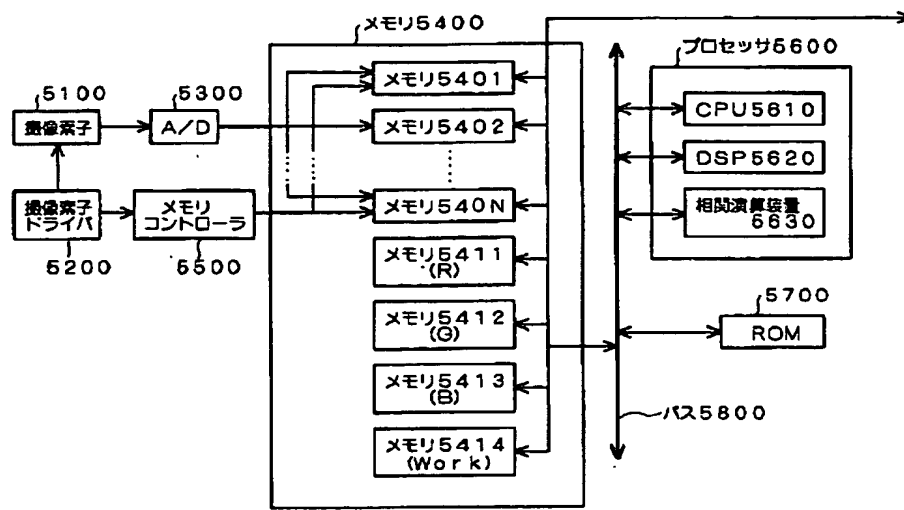 メモリ5400
プロセッサ5600
5100
5300
撮像素子
A/D
メモリ5401
メモリ5402
CPU5610
DSP5620
撮像素子
ドライバ
メモリ
コントローラ
メモリ540N
相関演算装置
5630
5200
5500
メモリ5411
(R)
メモリ5412
(G)
5700
ROM
メモリ5413
(B)
バス5800
メモリ5414
(Work)